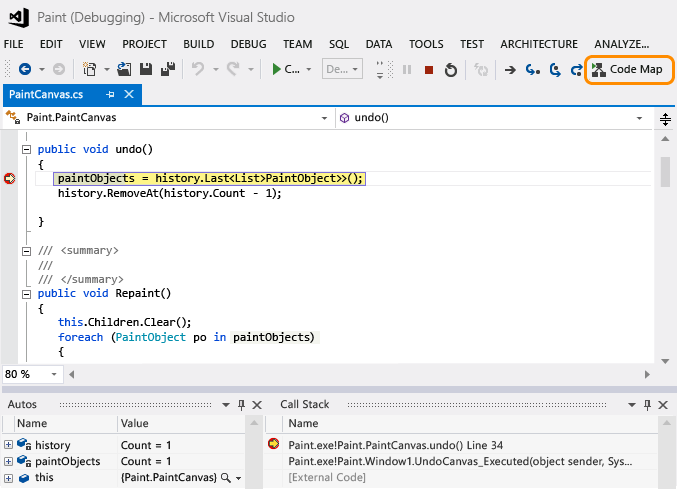 Paint (Debugging) - Microsoft Visual Studio
FILE EDIT VIEW PROJECT BUILD DEBUG TEAM SQL DATA TOOLS TEST ARCHITECTURE ANALYZE...
C... De... Code Map
PaintCanvas.cs
Paint.PaintCanvas undo()
public void undo()
{
paintObjects = history.Last<List>PaintObject>>();
history.RemoveAt(history.Count - 1);
}
/// <summary>
///
/// </summary>
public void Repaint()
{
this.Children.Clear();
foreach (PaintObject po in paintObjects)
{
80 %
Autos Call Stack
Name Value Name
history Count = 1 Paint.exe!Paint.PaintCanvas.undo() Line 34
paintObjects Count = 1 Paint.exe!Paint.Window1.UndoCanvas_Executed(object sender, Sys...
this {Paint.PaintCanvas} [External Code]